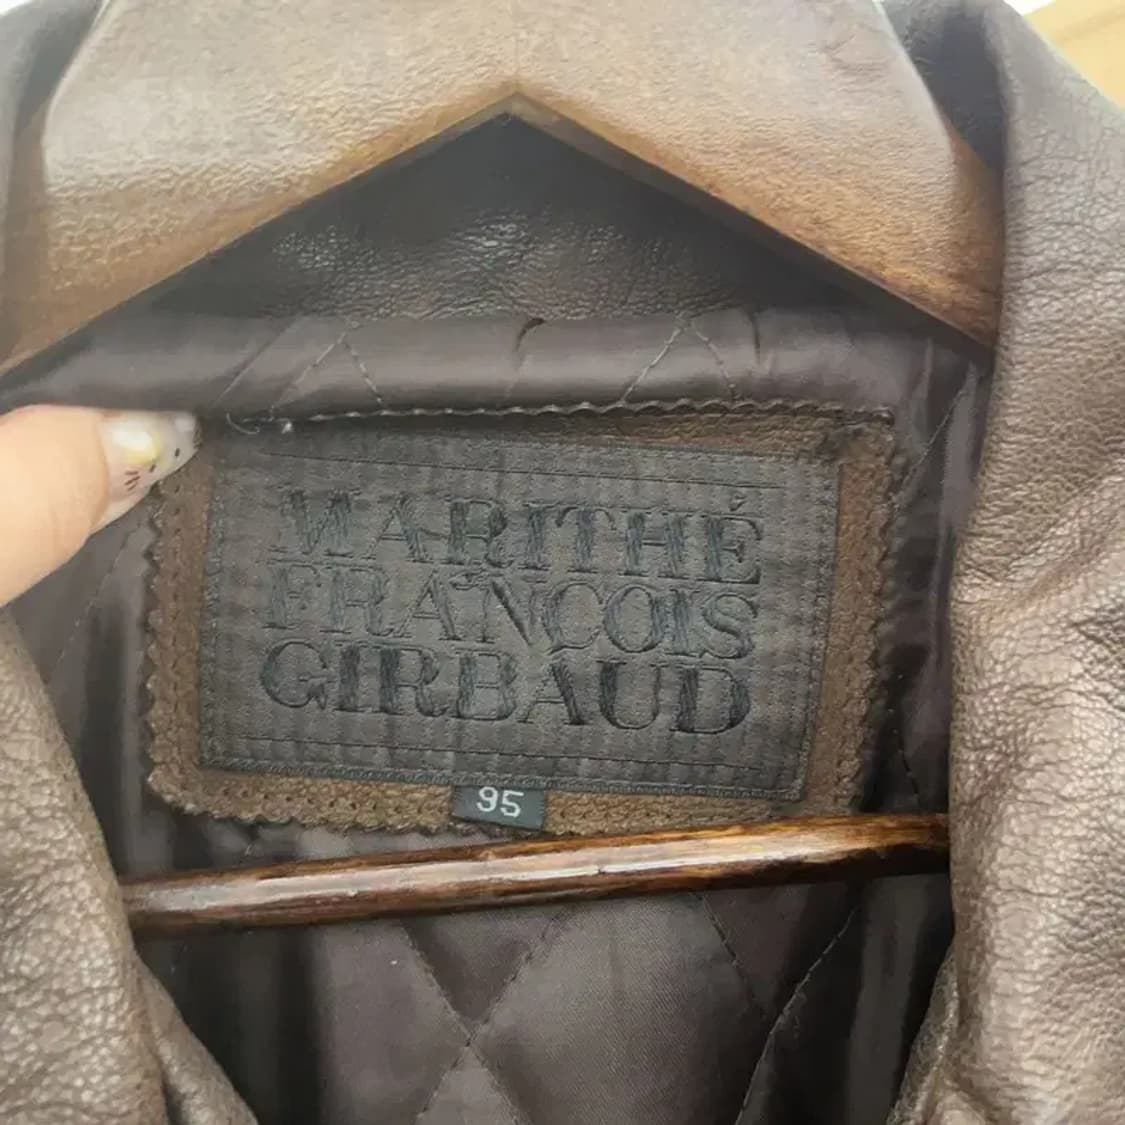 MARITHÉ
FRANÇOIS
GIRBAUD
95